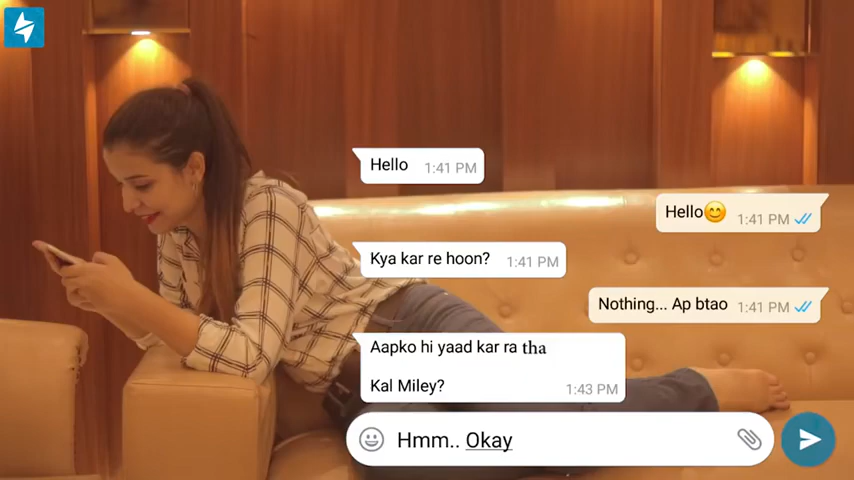 Hello 1:41 PM
Hello😊 1:41 PM
Kya kar re hoon? 1:41 PM
Nothing... Ap btao 1:41 PM
Aapko hi yaad kar ra tha
Kal Miley? 1:43 PM
Hmm.. Okay